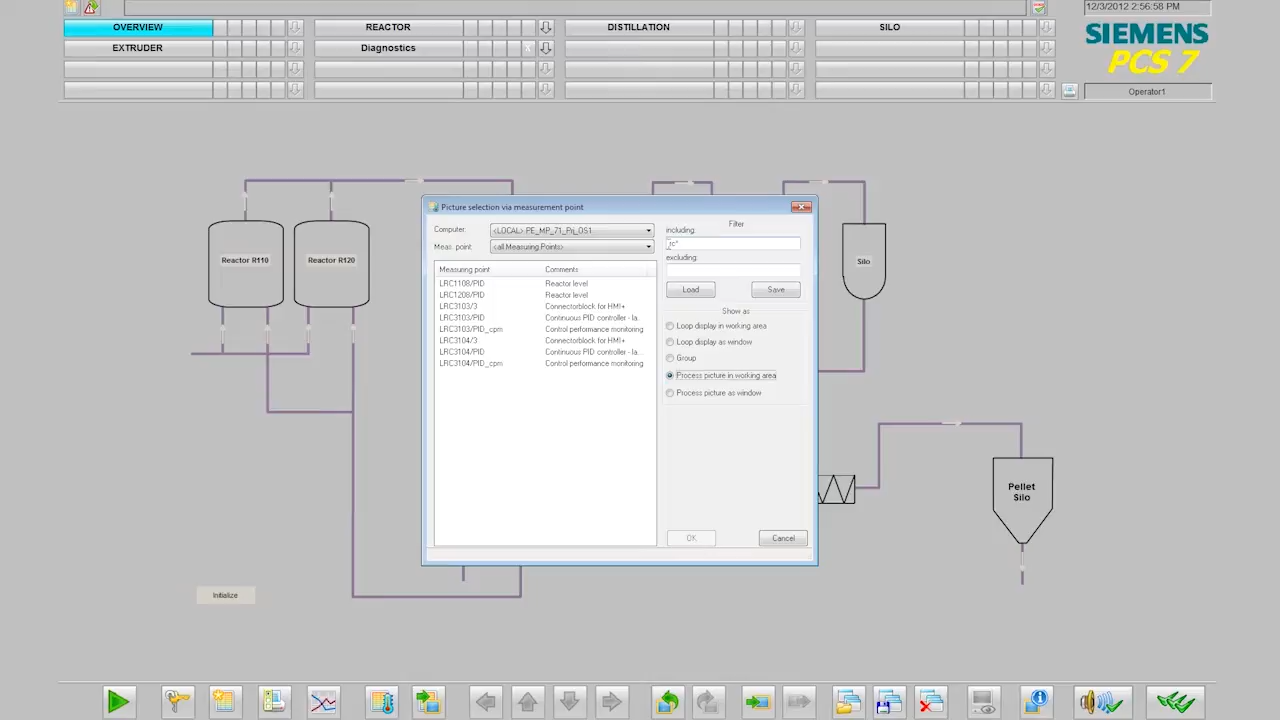 12/3/2012 2:56:58 PM
OVERVIEW
REACTOR
DISTILLATION
SILO
EXTRUDER
Diagnostics
X
SIEMENS
PCS 7
Operator1
Reactor R110
Reactor R120
Silo
Pellet
Silo
Initialize
Picture selection via measurement point
Computer:
<LOCAL> PE_MP_71_Prj_OS1
Meas. point:
<all Measuring Points>
Filter
including:
_rc*
excluding:
Load
Save
Measuring point
Comments
LRC1108/PID
Reactor level
LRC1208/PID
Reactor level
LRC3103/3
Connectorblock for HMI+
LRC3103/PID
Continuous PID controller - la...
LRC3103/PID_cpm
Control performance monitoring
LRC3104/3
Connectorblock for HMI+
LRC3104/PID
Continuous PID controller - la...
LRC3104/PID_cpm
Control performance monitoring
Show as
Loop display in working area
Loop display as window
Group
Process picture in working area
Process picture as window
OK
Cancel